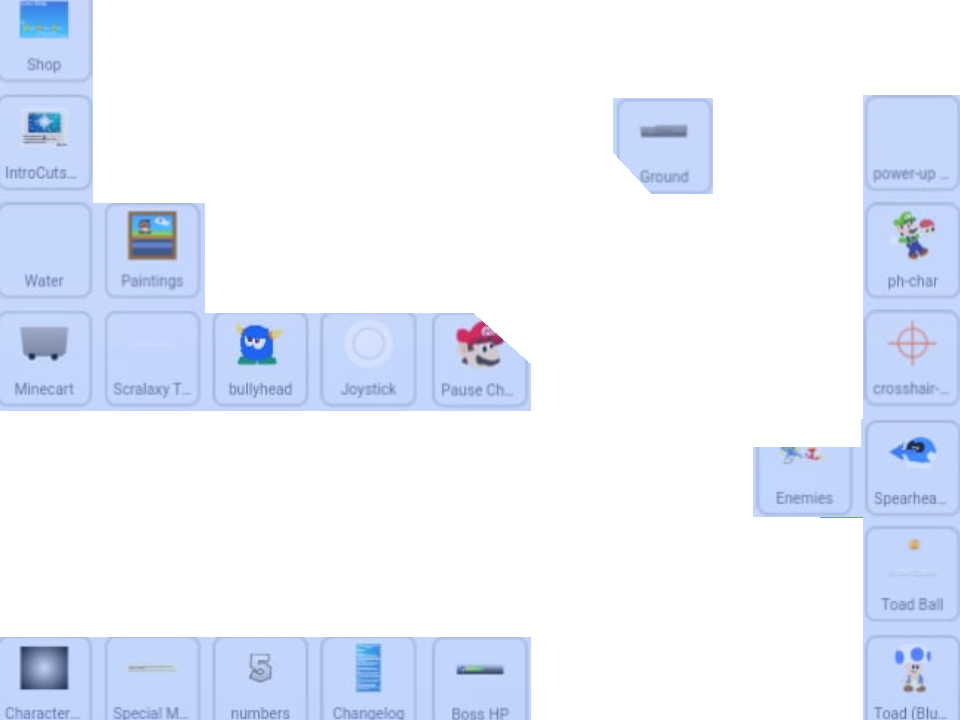 Shop
IntroCuts...
Ground
power-up ...
Water
Paintings
ph-char
Minecart
Scralaxy T...
bullyhead
Joystick
Pause Ch...
crosshair-...
Enemies
Spearhea...
Toad Ball
Character...
Special M...
5
numbers
Changelog
Boss HP
Toad (Blu...